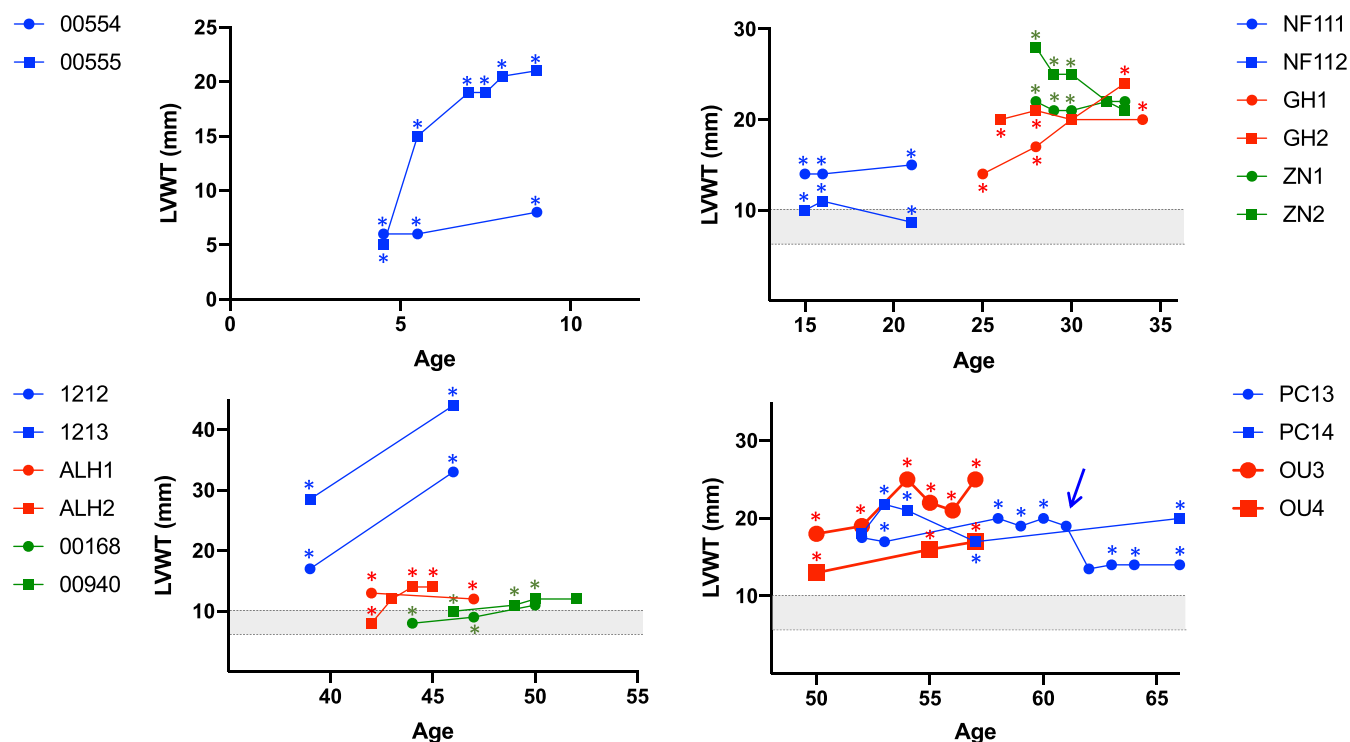 00554
00555
25
20
15
10
5
0
LVWT (mm)
0
5
10
Age
* * * * * * * * * *
30
20
10
LVWT (mm)
15
20
25
30
35
Age
NF111
NF112
GH1
GH2
ZN1
ZN2
1212
1213
ALH1
ALH2
00168
00940
40
30
20
10
LVWT (mm)
40
45
50
55
Age
30
20
10
LVWT (mm)
50
55
60
65
Age
PC13
PC14
OU3
OU4